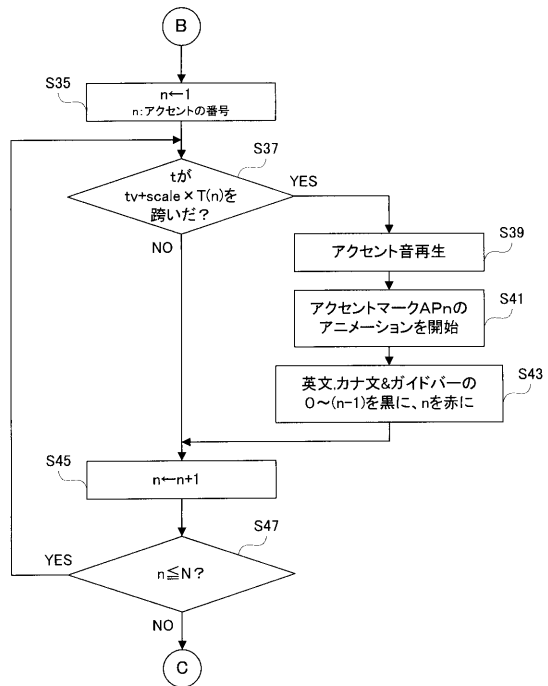 B
S35
n←1
n:アクセントの番号
S37
tが
tv+scale×T(n)を
跨いだ?
YES
NO
S39
アクセント音再生
S41
アクセントマークAPnの
アニメーションを開始
S43
英文,カナ文&ガイドバーの
0～(n-1)を黒に、nを赤に
S45
n←n+1
S47
YES
n≦N?
NO
C